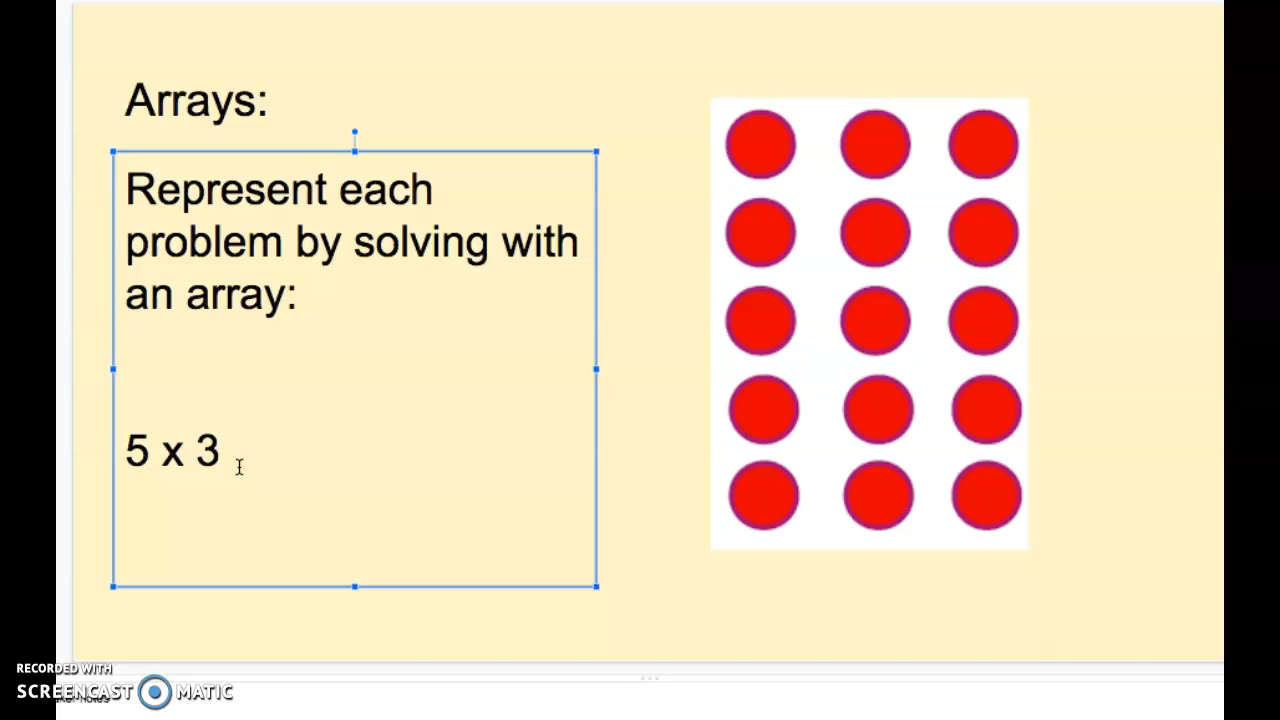 Arrays:
Represent each
problem by solving with
an array:
5 x 3
RECORDED WITH
SCREENCAST MATIC